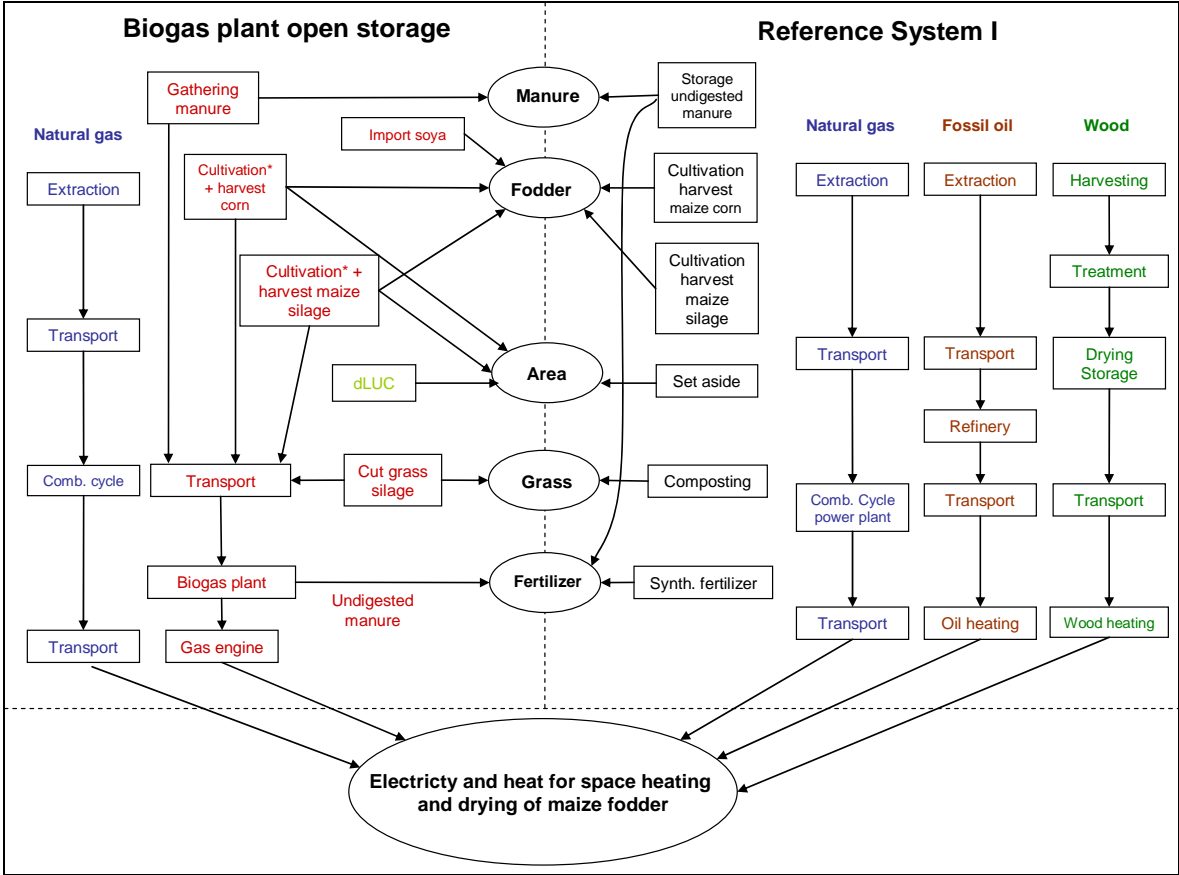 Biogas plant open storage
Reference System I
Gathering
manure
Manure
Storage
undigested
manure
Natural gas
Import soya
Natural gas
Fossil oil
Wood
Extraction
Cultivation*
+ harvest
corn
Fodder
Cultivation
harvest
maize corn
Extraction
Extraction
Harvesting
Cultivation* +
harvest maize
silage
Cultivation
harvest
maize
silage
Treatment
Transport
dLUC
Area
Set aside
Transport
Transport
Drying
Storage
Refinery
Comb. cycle
Transport
Cut grass
silage
Grass
Composting
Comb. Cycle
power plant
Transport
Transport
Biogas plant
Undigested
manure
Fertilizer
Synth. fertilizer
Transport
Gas engine
Transport
Oil heating
Wood heating
Electricty and heat for space heating
and drying of maize fodder